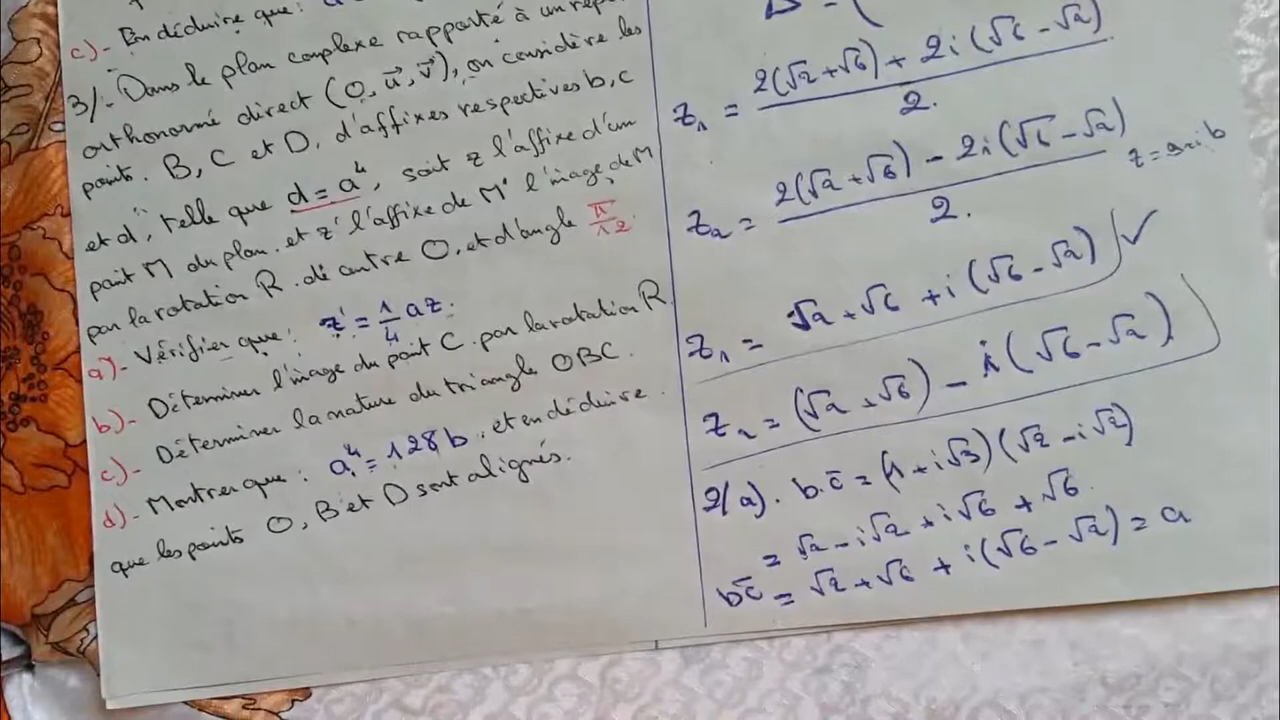 c)- En déduire que:
3/- Dans le plan complexe rapporté à un
orthonormé direct (O, u⃗, v⃗), on considère les
points. B, C et D, d'affixes respectives b, c
et d, telle que d = a⁴, soit z l'affixe d'un
point M du plan. et z' l'affixe de M' l'image de M
par la rotation R. de centre O, et d'angle π/12
a)- Vérifier que: z' = 1/4 az.
b)- Déterminer l'image du point C. par la rotation R.
c)- Déterminer la nature du triangle OBC.
d)- Montrer que: a⁴ = 128b. et en déduire.
que les points O, B et D sont alignés.
z₁ = (2(√2+√6) + 2i(√6-√2))/2.
z₂ = (2(√2+√6) - 2i(√6-√2))/2.
z₁ = √2+√6 + i(√6-√2) ✓
z₂ = (√2+√6) - i(√6-√2)
2/a). b.c̄ = (1+i√3)(√2-i√2)
= √2-i√2+i√6+√6.
bc̄ = √2+√6 + i(√6-√2) = a